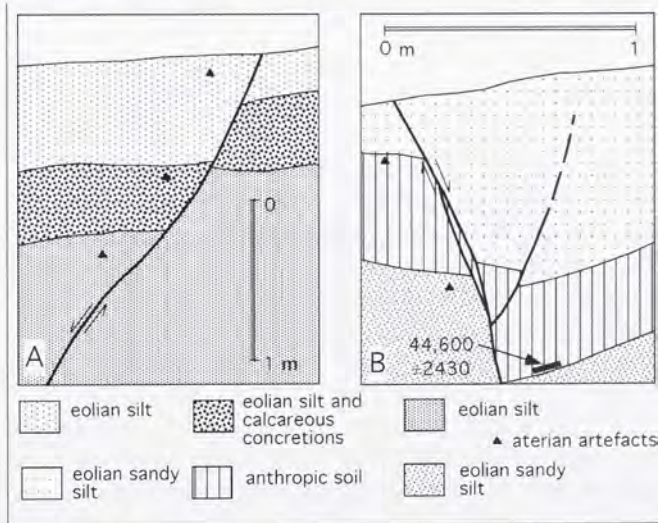 A
0
1 m
0 m 1
B
44,600
±2430
eolian silt
eolian silt and
calcareous
concretions
eolian silt
aterian artefacts
eolian sandy
silt
anthropic soil
eolian sandy
silt